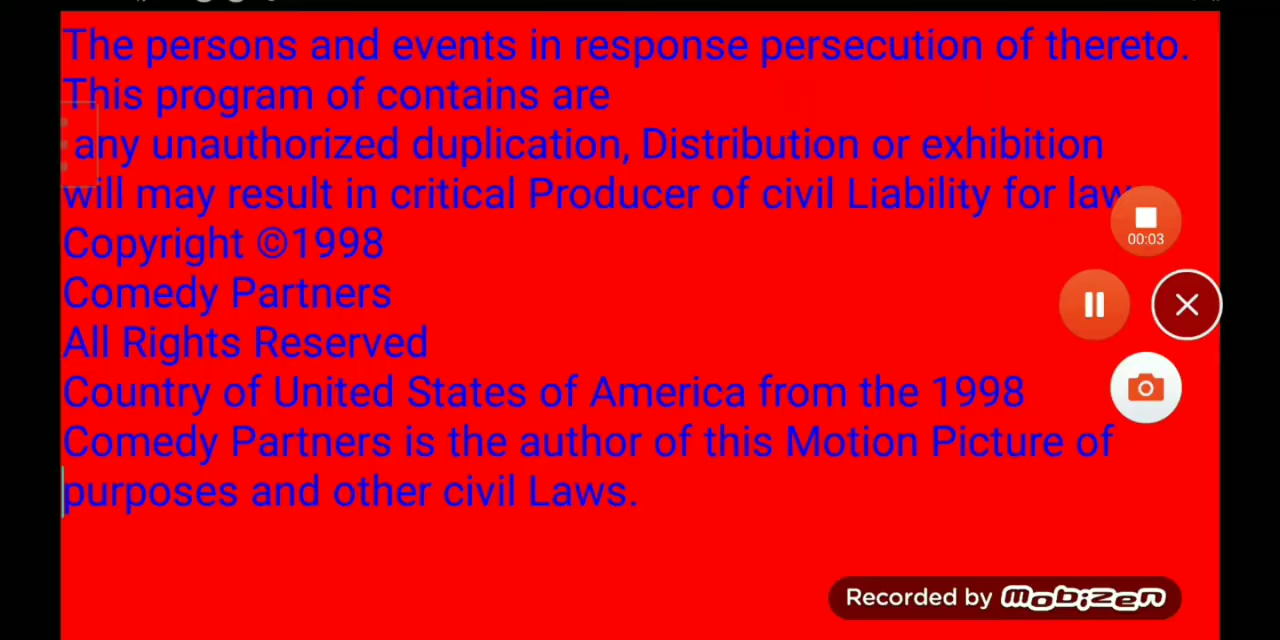 The persons and events in response persecution of thereto.
This program of contains are
any unauthorized duplication, Distribution or exhibition
will may result in critical Producer of civil Liability for law
Copyright ©1998
00:03
Comedy Partners
All Rights Reserved
Country of United States of America from the 1998
Comedy Partners is the author of this Motion Picture of
purposes and other civil Laws.
Recorded by mobizen